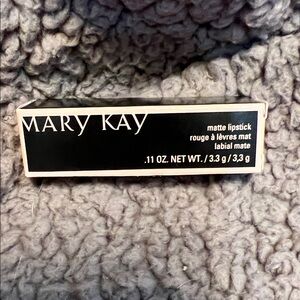 MARY KAY
matte lipstick
rouge à lèvres mat
labial mate
.11 OZ. NET WT. / 3.3 g / 3,3 g